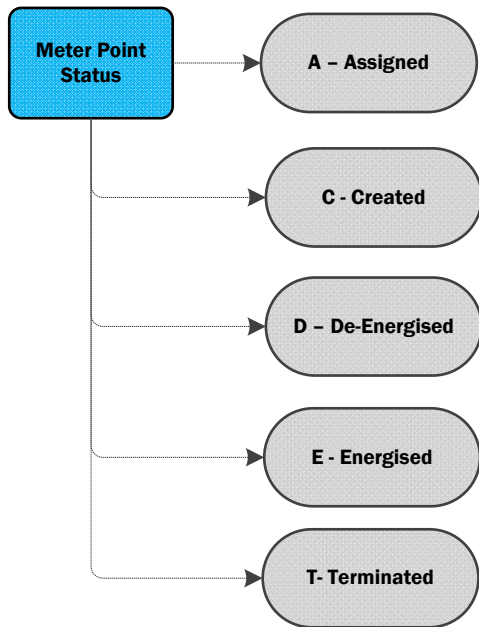 Meter Point
Status
A – Assigned
C - Created
D – De-Energised
E - Energised
T- Terminated